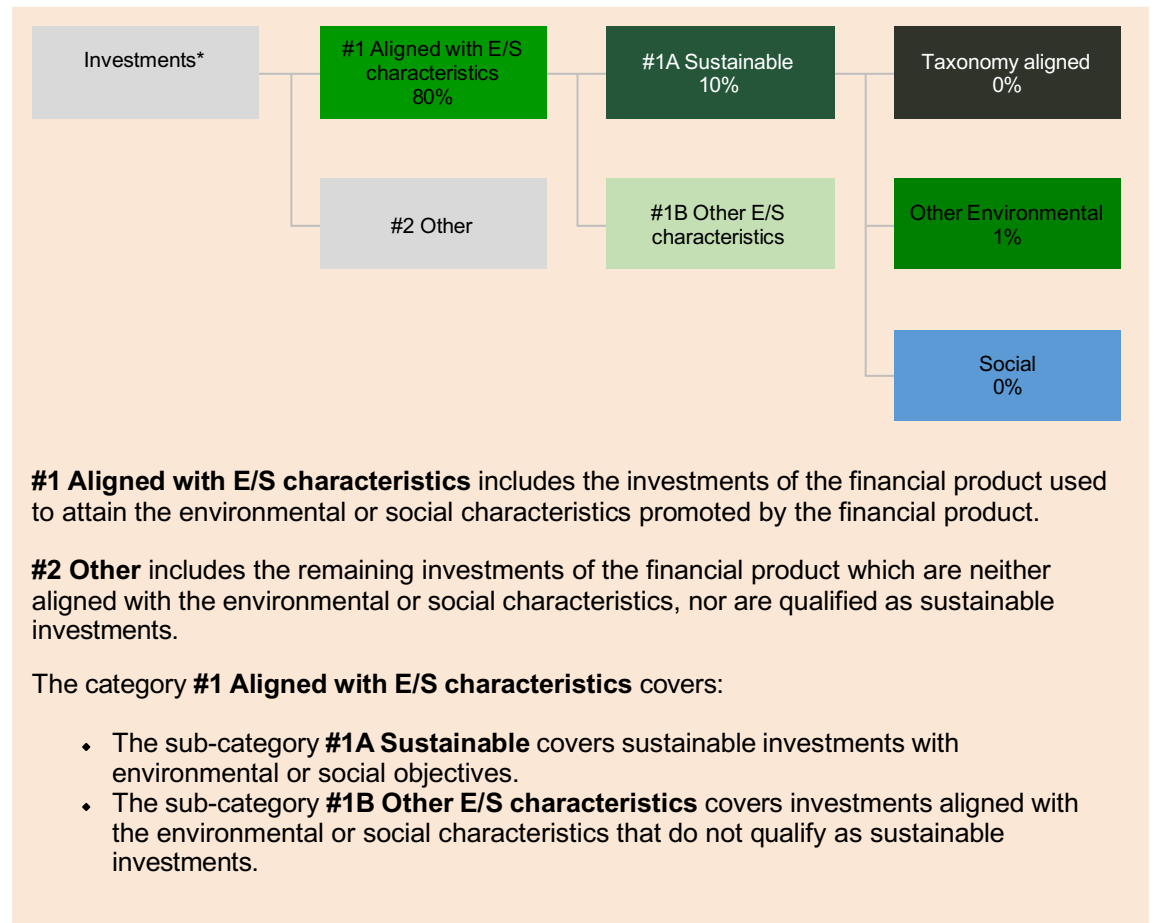 Investments*
#1 Aligned with E/S
characteristics
80%
#1A Sustainable
10%
Taxonomy aligned
0%
#2 Other
#1B Other E/S
characteristics
Other Environmental
1%
Social
0%
#1 Aligned with E/S characteristics includes the investments of the financial product used
to attain the environmental or social characteristics promoted by the financial product.
#2 Other includes the remaining investments of the financial product which are neither
aligned with the environmental or social characteristics, nor are qualified as sustainable
investments.
The category #1 Aligned with E/S characteristics covers:
• The sub-category #1A Sustainable covers sustainable investments with
environmental or social objectives.
• The sub-category #1B Other E/S characteristics covers investments aligned with
the environmental or social characteristics that do not qualify as sustainable
investments.